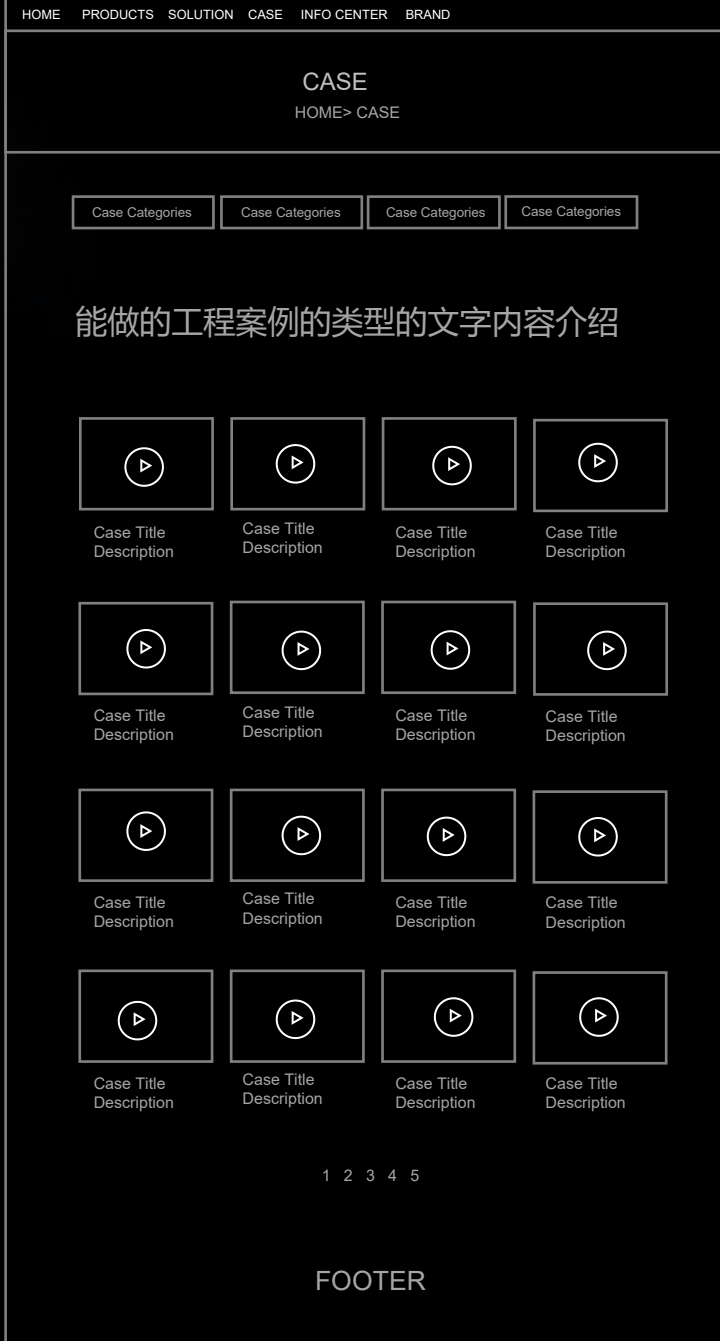 HOME PRODUCTS SOLUTION CASE INFO CENTER BRAND
CASE
HOME> CASE
Case Categories Case Categories Case Categories Case Categories
能做的工程案例的类型的文字内容介绍
Case Title Case Title Case Title Case Title
Description Description Description Description
Case Title Case Title Case Title Case Title
Description Description Description Description
Case Title Case Title Case Title Case Title
Description Description Description Description
Case Title Case Title Case Title Case Title
Description Description Description Description
1 2 3 4 5
FOOTER